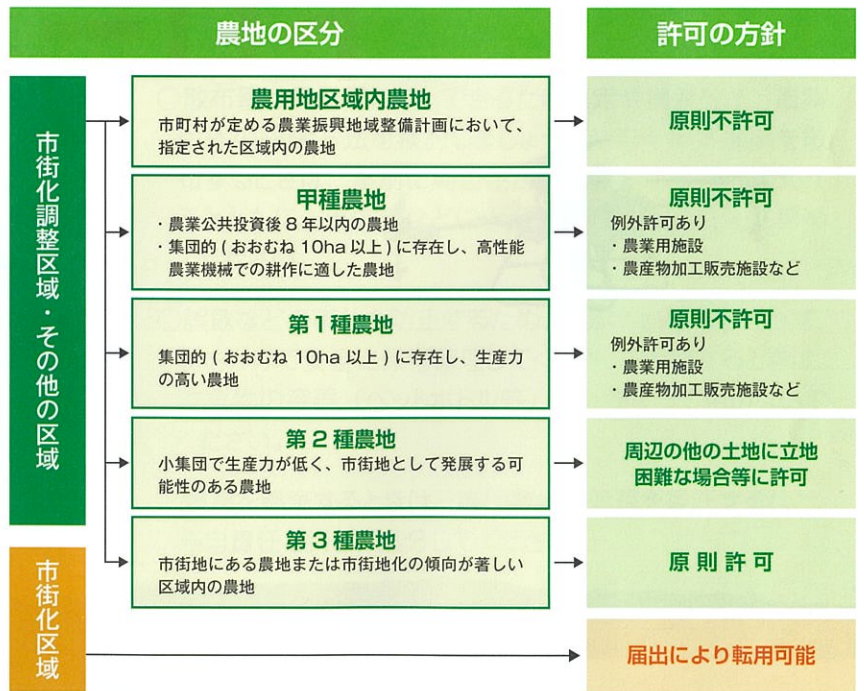 農地の区分
許可の方針
市街化調整区域・その他の区域
農用地区域内農地
市町村が定める農業振興地域整備計画において、
指定された区域内の農地
原則不許可
甲種農地
・農業公共投資後8年以内の農地
・集団的(おおむね 10ha 以上)に存在し、高性能
農業機械での耕作に適した農地
原則不許可
例外許可あり
・農業用施設
・農産物加工販売施設など
第1種農地
集団的(おおむね 10ha 以上)に存在し、生産力
の高い農地
原則不許可
例外許可あり
・農業用施設
・農産物加工販売施設など
第2種農地
小集団で生産力が低く、市街地として発展する可
能性のある農地
周辺の他の土地に立地
困難な場合等に許可
第3種農地
市街地にある農地または市街地化の傾向が著しい
区域内の農地
原則許可
市街化区域
届出により転用可能